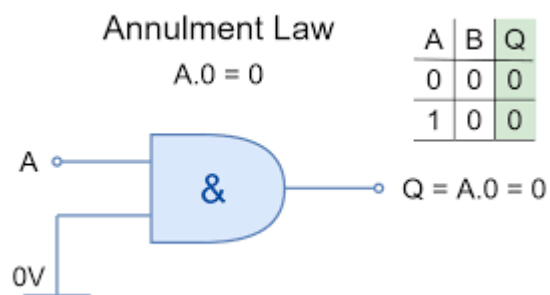 Annulment Law
A.0 = 0
A B Q
0 0 0
1 0 0
A
&
Q = A.0 = 0
0V